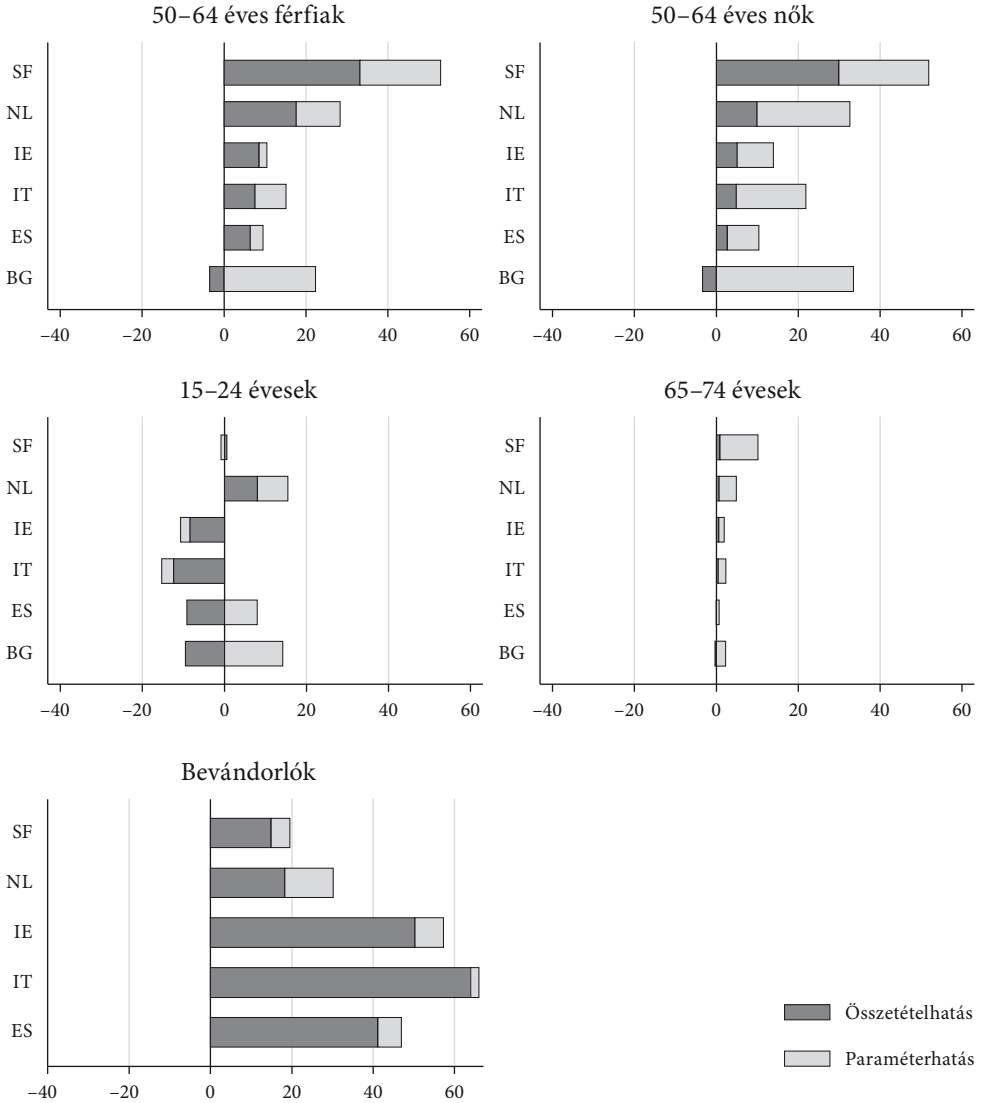 50–64 éves férfiak
SF
NL
IE
IT
ES
BG
–40 –20 0 20 40 60
50–64 éves nők
SF
NL
IE
IT
ES
BG
–40 –20 0 20 40 60
15–24 évesek
SF
NL
IE
IT
ES
BG
–40 –20 0 20 40 60
65–74 évesek
SF
NL
IE
IT
ES
BG
–40 –20 0 20 40 60
Bevándorlók
SF
NL
IE
IT
ES
–40 –20 0 20 40 60
Összetételhatás
Paraméterhatás